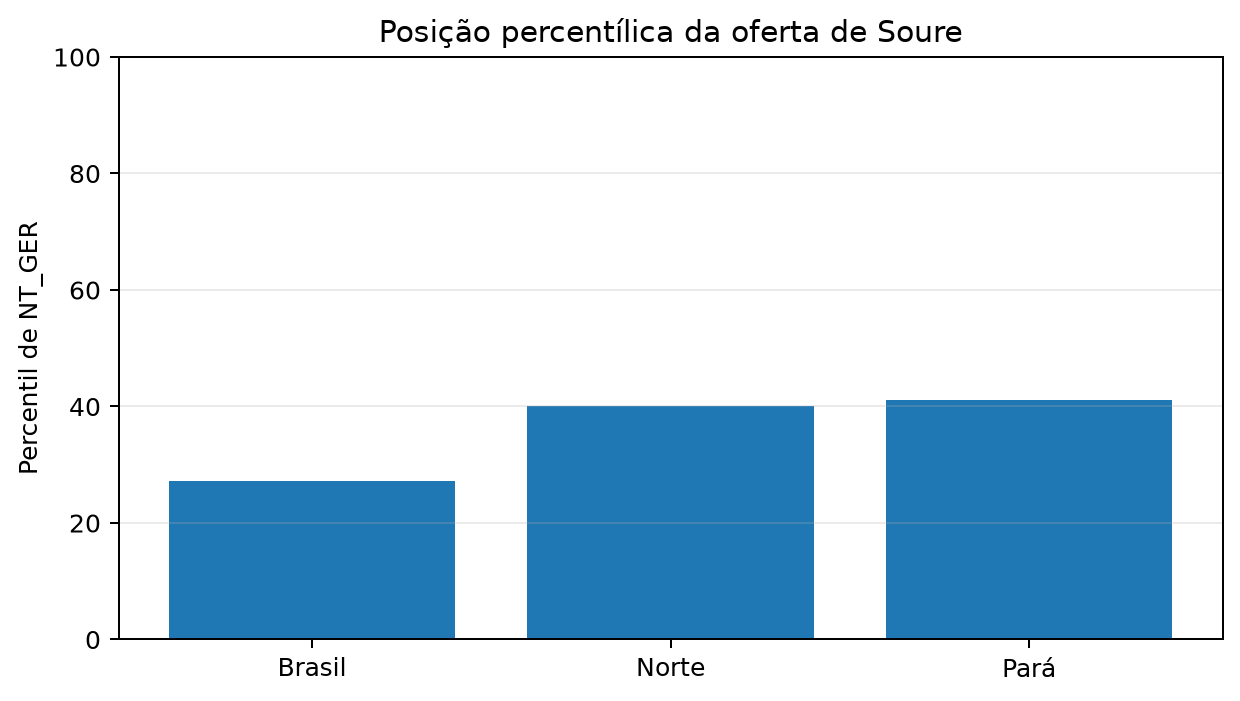 Posição percentílica da oferta de Soure
Percentil de NT_GER
100
80
60
40
20
0
Brasil
Norte
Pará